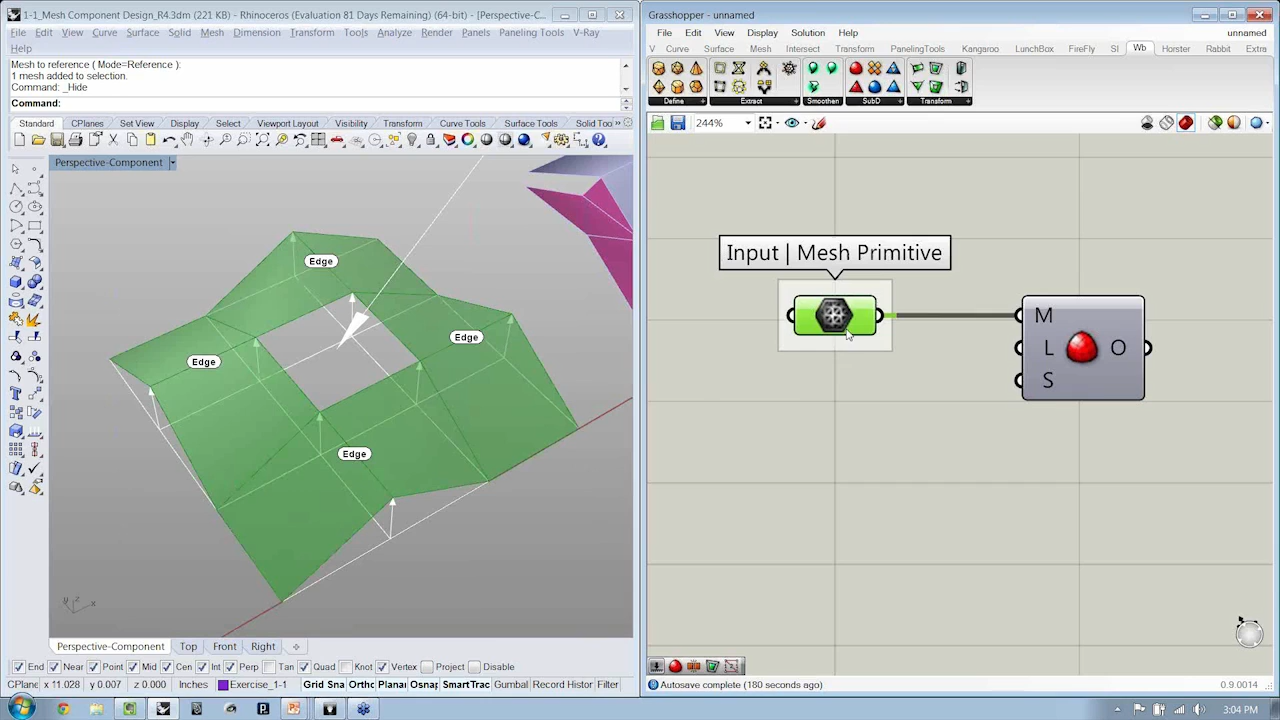 1-1_Mesh Component Design_R4.3dm (221 KB) - Rhinoceros (Evaluation 81 Days Remaining) (64-bit) - [Perspective-C...
File Edit View Curve Surface Solid Mesh Dimension Transform Tools Analyze Render Panels Paneling Tools V-Ray
Help
Mesh to reference ( Mode=Reference ):
1 mesh added to selection.
Command: _Hide
Command:
Standard CPlanes Set View Display Select Viewport Layout Visibility Transform Curve Tools Surface Tools Solid Too
Perspective-Component
Edge
Edge
Edge
Edge
y z x
Perspective-Component Top Front Right
End Near Point Mid Cen Int Perp Tan Quad Knot Vertex Project Disable
CPlane x 11.028 y 0.007 z 0.000 Inches Exercise_1-1 Grid Sna Ortho Planar Osnap SmartTrac Gumbal Record Histor Filter
Grasshopper - unnamed
File Edit View Display Solution Help unnamed
V Curve Surface Mesh Intersect Transform PanelingTools Kangaroo LunchBox FireFly SI Wb Horster Rabbit Extra
Define Extract Smoothen SubD Transform
244%
Input | Mesh Primitive
M
L O
S
Autosave complete (180 seconds ago) 0.9.0014
3:04 PM